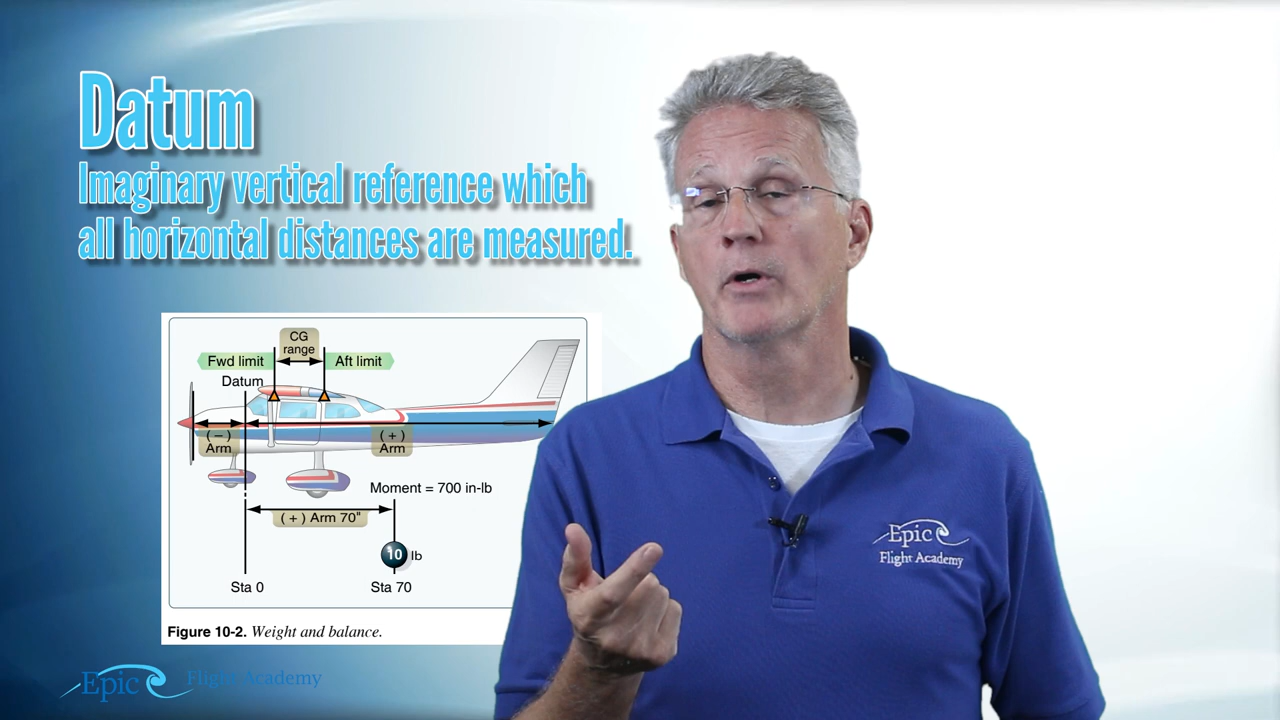 Datum
Imaginary vertical reference which
all horizontal distances are measured.
CG
range
Fwd limit
Aft limit
Datum
( − )
Arm
( + )
Arm
Moment = 700 in-lb
( + ) Arm 70"
10 lb
Sta 0
Sta 70
Figure 10-2. Weight and balance.
Epic
Flight Academy
Epic Flight Academy